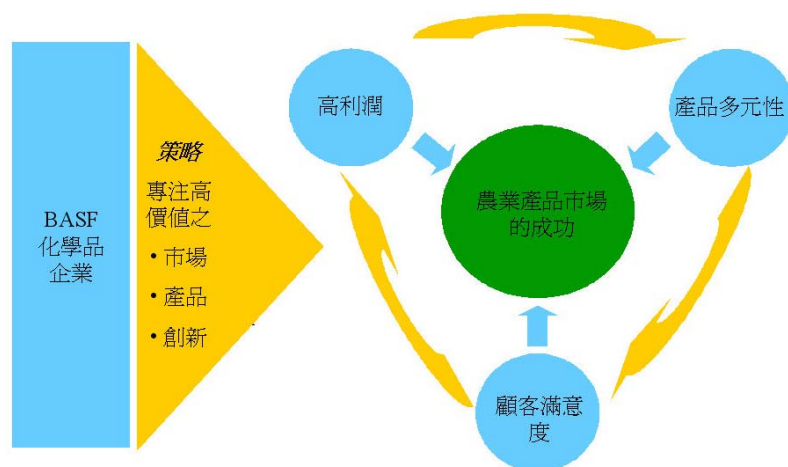 BASF
化學品
企業
策略
專注高
價值之
• 市場
• 產品
• 創新
高利潤
產品多元性
農業產品市場
的成功
顧客滿意
度